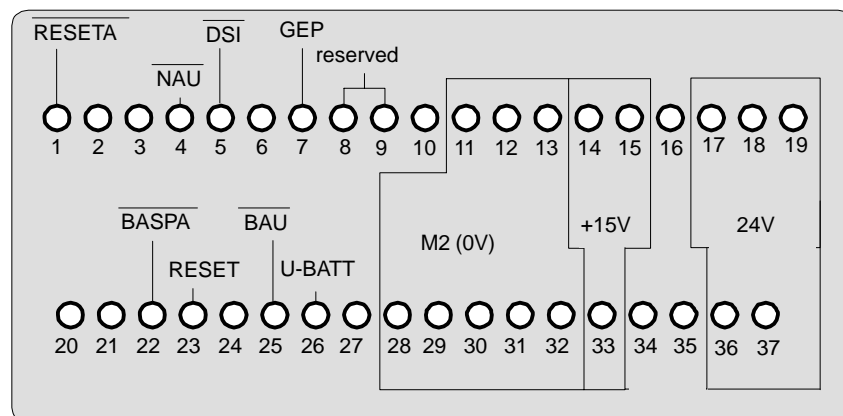 RESETA DSI GEP
NAU reserved
1 2 3 4 5 6 7 8 9 10 11 12 13 14 15 16 17 18 19
BASPA BAU M2 (0V) +15V 24V
RESET U-BATT
20 21 22 23 24 25 26 27 28 29 30 31 32 33 34 35 36 37